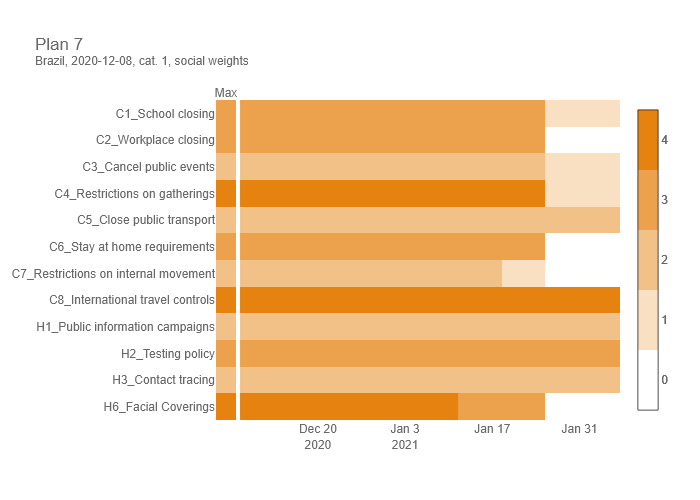 Plan 7
Brazil, 2020-12-08, cat. 1, social weights
Max
C1_School closing
C2_Workplace closing
C3_Cancel public events
C4_Restrictions on gatherings
C5_Close public transport
C6_Stay at home requirements
C7_Restrictions on internal movement
C8_International travel controls
H1_Public information campaigns
H2_Testing policy
H3_Contact tracing
H6_Facial Coverings
Dec 20 Jan 3 Jan 17 Jan 31
2020 2021
4
3
2
1
0